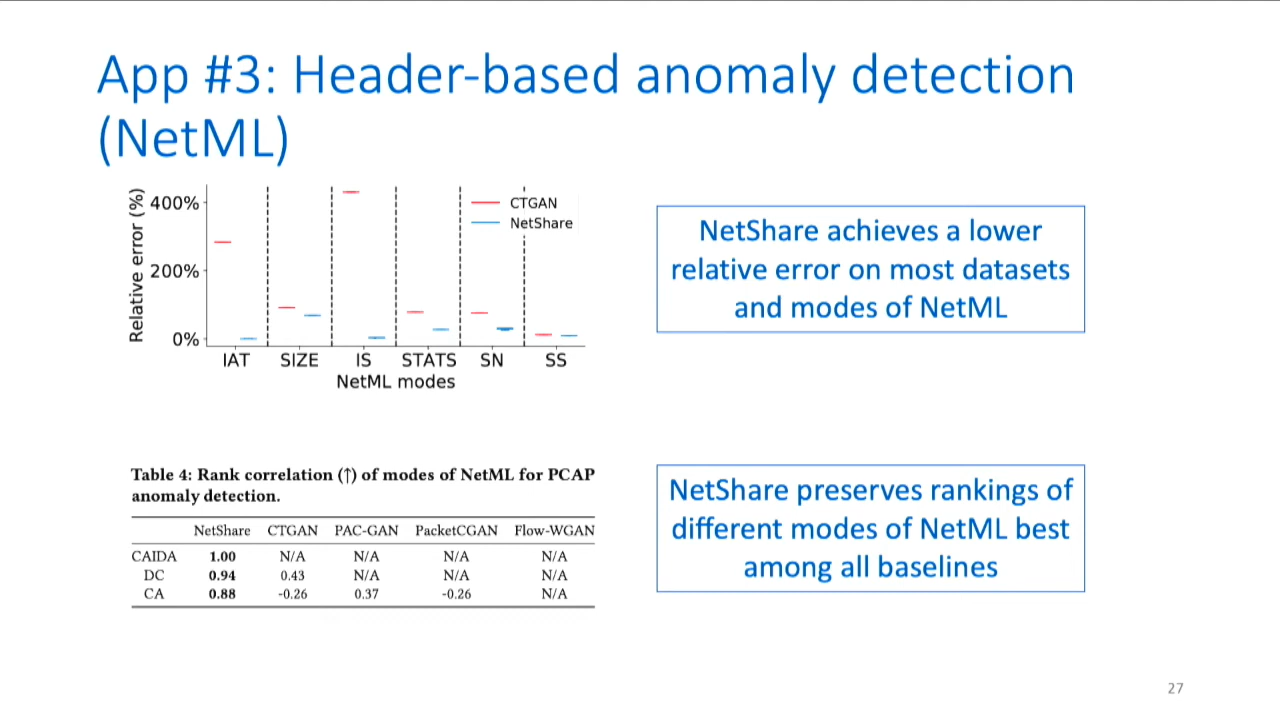 App #3: Header-based anomaly detection
(NetML)
Relative error (%)
400%
200%
0%
CTGAN
NetShare
IAT SIZE IS STATS SN SS
NetML modes
NetShare achieves a lower
relative error on most datasets
and modes of NetML
Table 4: Rank correlation (↑) of modes of NetML for PCAP
anomaly detection.
NetShare CTGAN PAC-GAN PacketCGAN Flow-WGAN
CAIDA 1.00 N/A N/A N/A N/A
DC 0.94 0.43 N/A N/A N/A
CA 0.88 -0.26 0.37 -0.26 N/A
NetShare preserves rankings of
different modes of NetML best
among all baselines
27